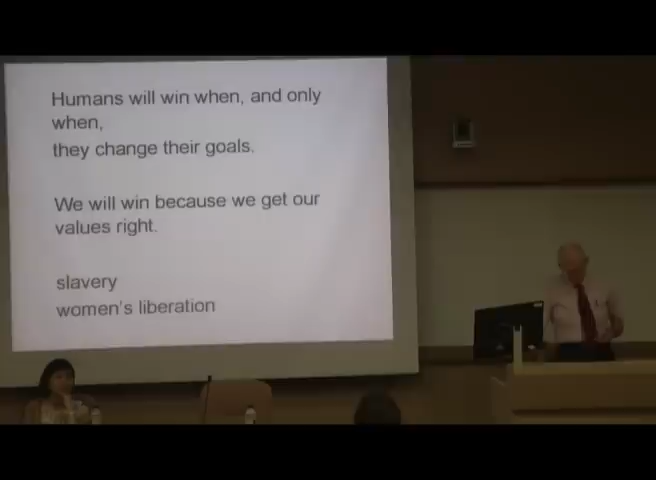 Humans will win when, and only
when,
they change their goals.
We will win because we get our
values right.
slavery
women's liberation